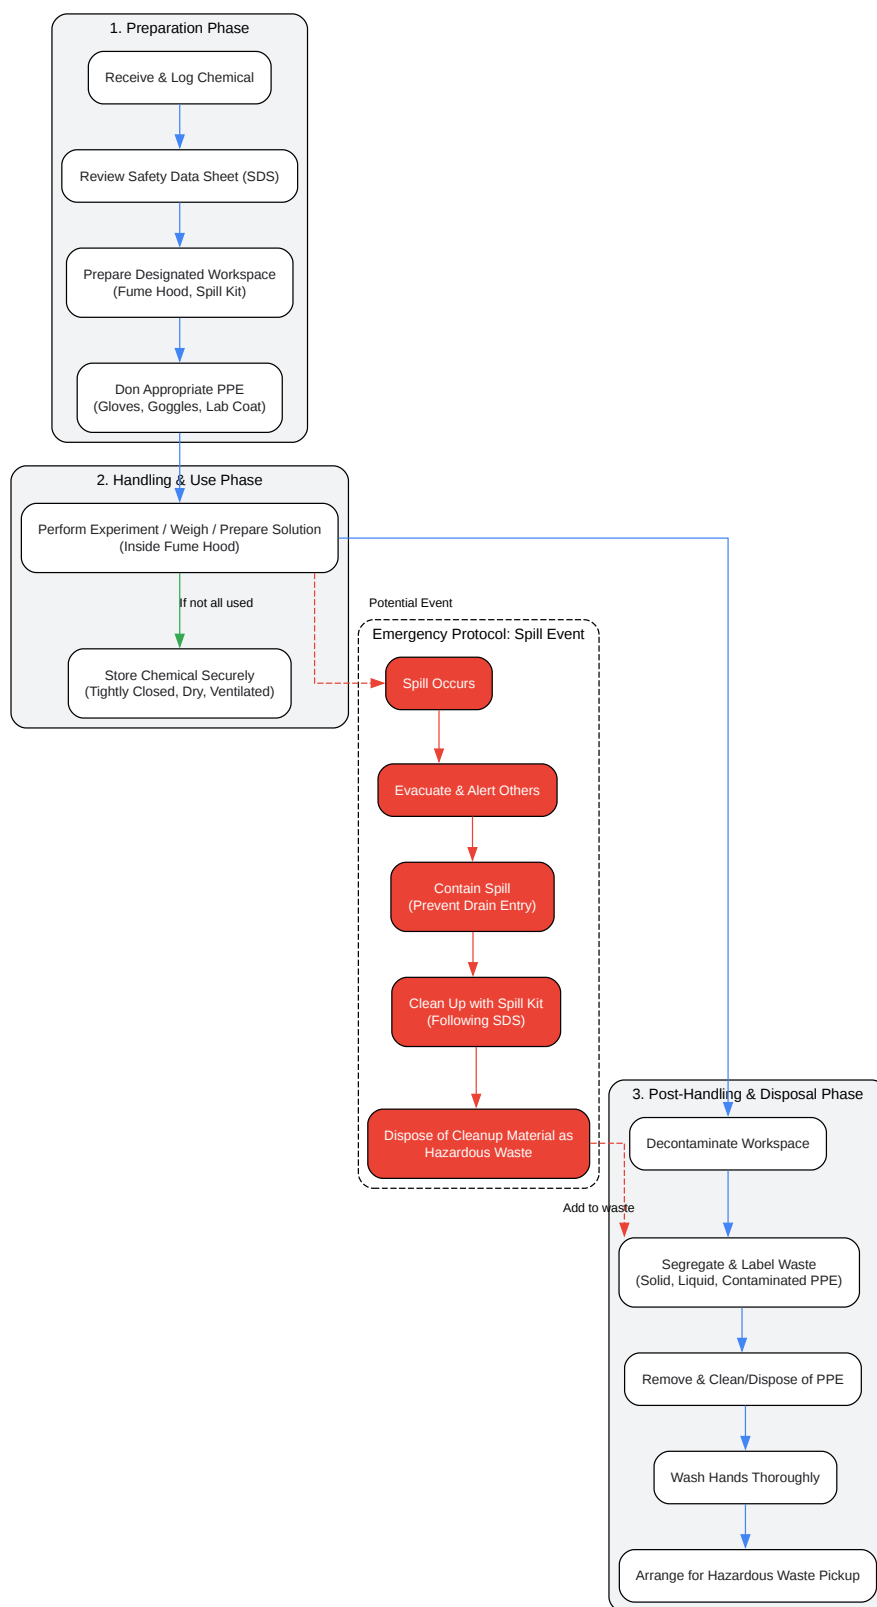 1. Preparation Phase
Receive & Log Chemical
Review Safety Data Sheet (SDS)
Prepare Designated Workspace
(Fume Hood, Spill Kit)
Don Appropriate PPE
(Gloves, Goggles, Lab Coat)
2. Handling & Use Phase
Perform Experiment / Weigh / Prepare Solution
(Inside Fume Hood)
If not all used
Store Chemical Securely
(Tightly Closed, Dry, Ventilated)
Potential Event
Emergency Protocol: Spill Event
Spill Occurs
Evacuate & Alert Others
Contain Spill
(Prevent Drain Entry)
Clean Up with Spill Kit
(Following SDS)
Dispose of Cleanup Material as
Hazardous Waste
Add to waste
3. Post-Handling & Disposal Phase
Decontaminate Workspace
Segregate & Label Waste
(Solid, Liquid, Contaminated PPE)
Remove & Clean/Dispose of PPE
Wash Hands Thoroughly
Arrange for Hazardous Waste Pickup